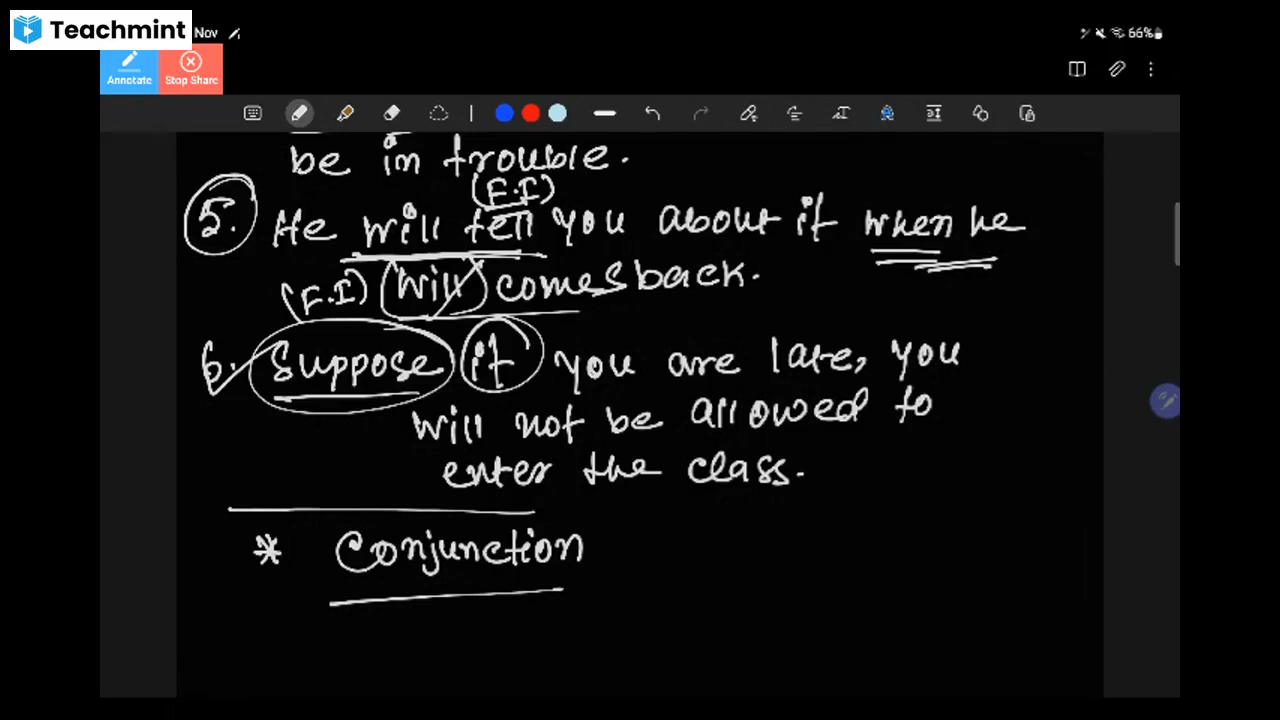 Teachmint
Nov
66%
Annotate
Stop Share
be in trouble.
(F.I)
5. He will tell you about it when he
(F.I) will comes back.
6. Suppose if you are late, you
will not be allowed to
enter the class.
* Conjunction